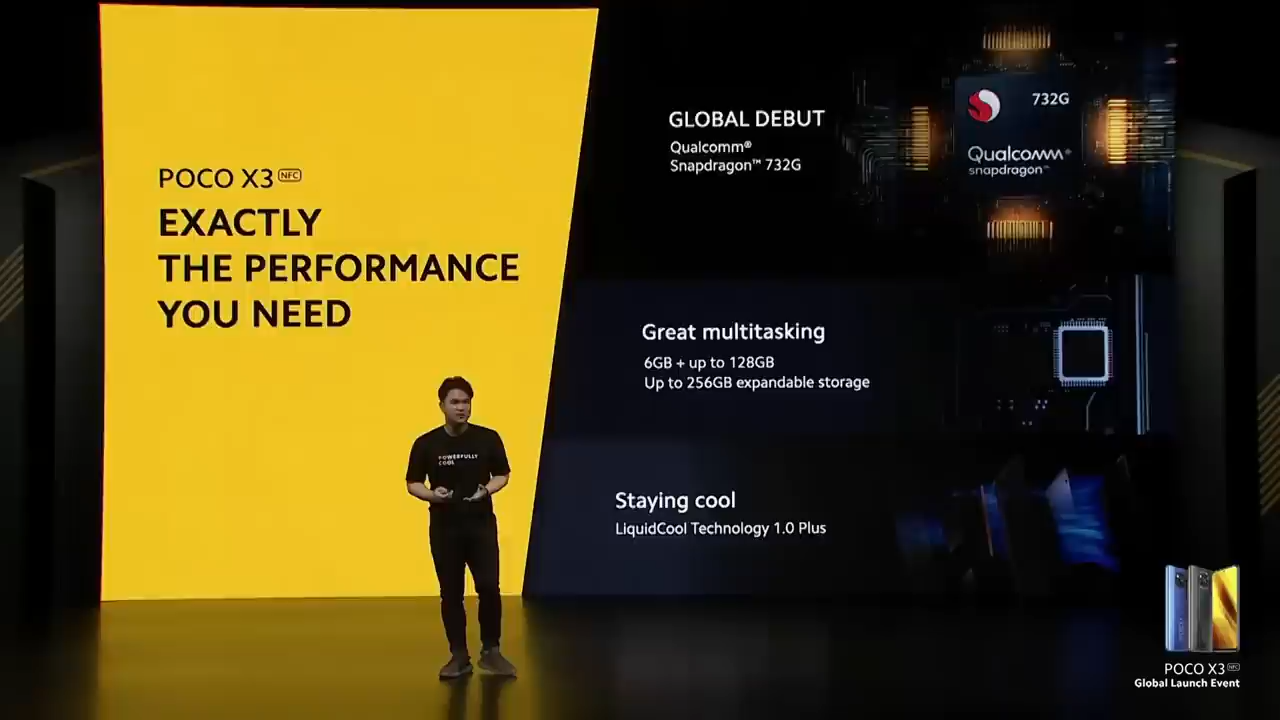 POCO X3 NFC
EXACTLY
THE PERFORMANCE
YOU NEED
GLOBAL DEBUT
Qualcomm®
Snapdragon™ 732G
732G
Qualcomm®
snapdragon™
Great multitasking
6GB + up to 128GB
Up to 256GB expandable storage
Staying cool
LiquidCool Technology 1.0 Plus
POWERFULLY
COOL
POCO X3 NFC
Global Launch Event